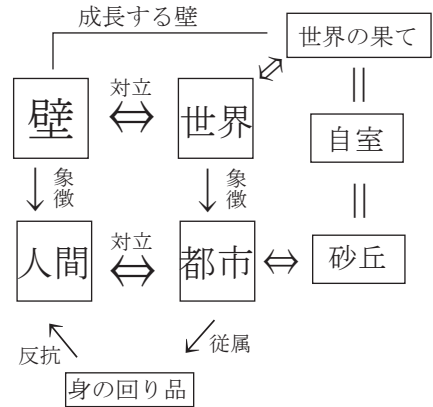 成長する壁
世界の果て
壁
対立
世界
自室
象徴
象徴
人間
対立
都市
砂丘
反抗
従属
身の回り品